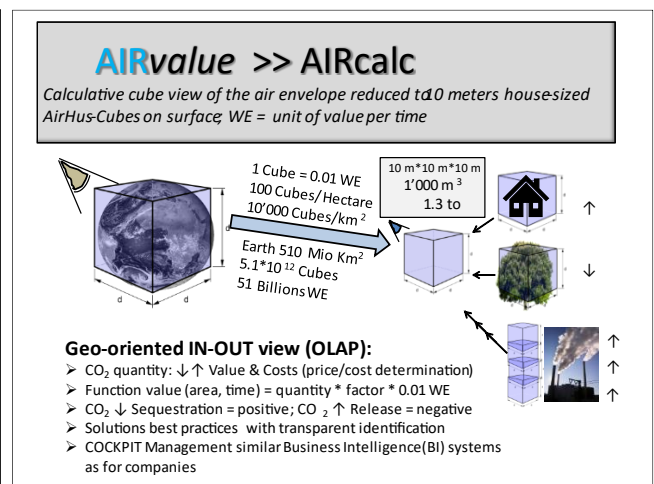 AIRvalue >> AIRcalc
Calculative cube view of the air envelope reduced to10 meters house-sized
AirHus-Cubes on surface; WE = unit of value per time
1 Cube = 0.01 WE
100 Cubes/Hectare
10’000 Cubes/km²
Earth 510 Mio Km²
5.1*10¹² Cubes
51 Billions WE
10 m*10 m*10 m
1’000 m³
1.3 to
d
d
d
↑
↓
↑
↑
↑
Geo-oriented IN-OUT view (OLAP):
➢ CO₂ quantity: ↓↑ Value & Costs (price/cost determination)
➢ Function value (area, time) = quantity * factor * 0.01 WE
➢ CO₂ ↓ Sequestration = positive; CO ₂ ↑ Release = negative
➢ Solutions best practices with transparent identification
➢ COCKPIT Management similar Business Intelligence(BI) systems
as for companies